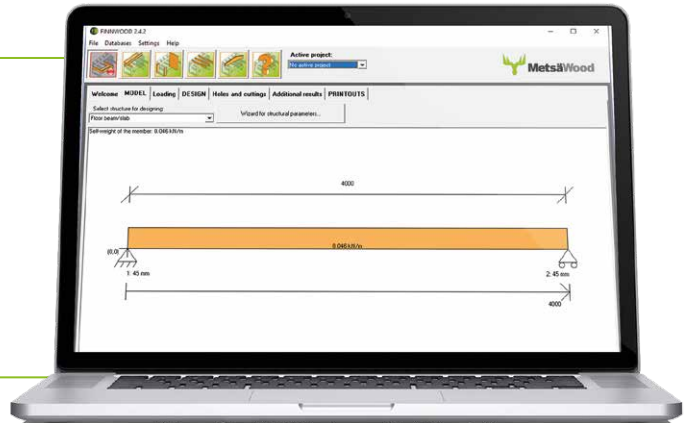 FINNWOOD 2.4.2
File Databases Settings Help
Active project:
No active project
MetsäWood
Welcome MODEL Loading DESIGN Holes and cuttings Additional results PRINTOUTS
Select structure for designing:
Floor beam/slab
Wizard for structural parameters...
Self-weight of the member: 0.046 kN/m
4000
0.046 kN/m
(0,0)
1: 45 mm
2: 45 mm
4000